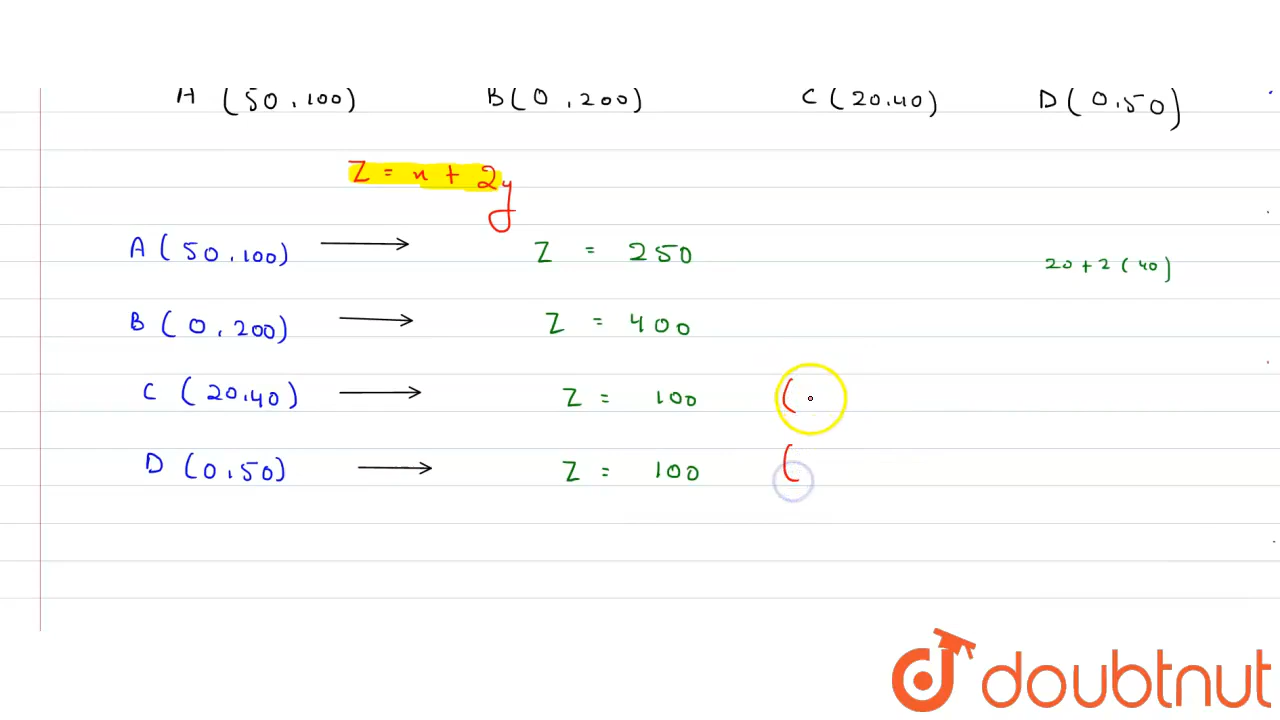 A (50, 100) B(0, 200) C (20,40) D(0,50)
Z = x + 2y
A (50, 100) → Z = 250
20 + 2 (40)
B (0, 200) → Z = 400
C (20,40) → Z = 100 (
D (0,50) → Z = 100 (
doubtnut